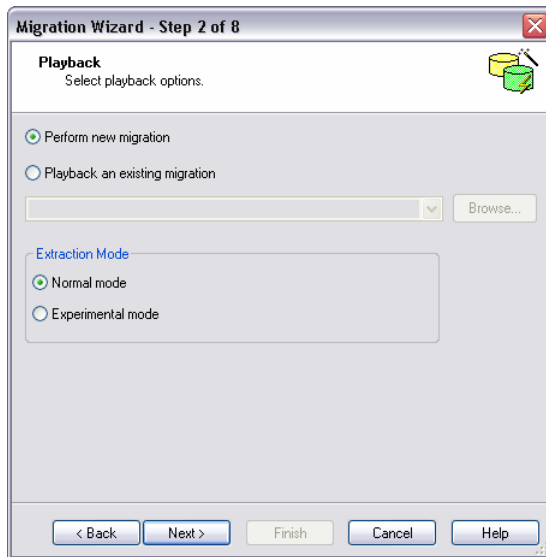 Migration Wizard - Step 2 of 8
Playback
Select playback options.
Perform new migration
Playback an existing migration
Browse...
Extraction Mode
Normal mode
Experimental mode
< Back Next > Finish Cancel Help